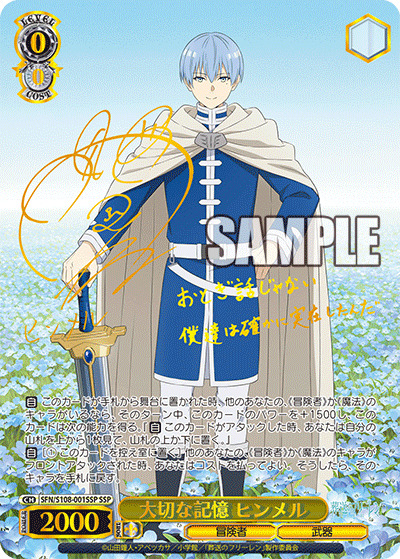 LEVEL
0
0
COST
SAMPLE
おとぎ話じゃない
僕達は確かに実在したんだ
自 このカードが手札から舞台に置かれた時、他のあなたの、《冒険者》か《魔法》の
キャラがいるなら、そのターン中、このカードのパワーを+1500し、このカ
ードは次の能力を得る。『自 このカードがアタックした時、あなたは自分の
山札を上から1枚見て、山札の上か下に置く。』
自 [① このカードを控え室に置く] 他のあなたの、《冒険者》か《魔法》のキャラが
フロントアタックされた時、あなたはコストを払ってよい。そうしたら、その
キャラを手札に戻す。
CH SFN/S108-001SSP SSP
POWER
2000
SOUL
大切な記憶 ヒンメル
冒険者
武器
©山田鐘人・アベツカサ/小学館/「葬送のフリーレン」製作委員会